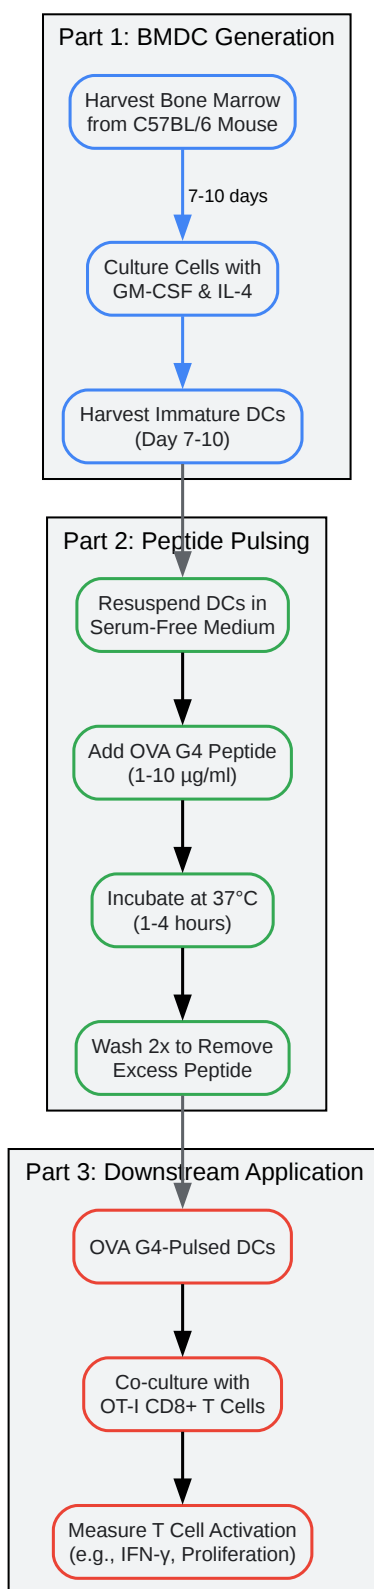 Part 1: BMDC Generation
Harvest Bone Marrow
from C57BL/6 Mouse
7-10 days
Culture Cells with
GM-CSF & IL-4
Harvest Immature DCs
(Day 7-10)
Part 2: Peptide Pulsing
Resuspend DCs in
Serum-Free Medium
Add OVA G4 Peptide
(1-10 µg/ml)
Incubate at 37°C
(1-4 hours)
Wash 2x to Remove
Excess Peptide
Part 3: Downstream Application
OVA G4-Pulsed DCs
Co-culture with
OT-I CD8+ T Cells
Measure T Cell Activation
(e.g., IFN-γ, Proliferation)